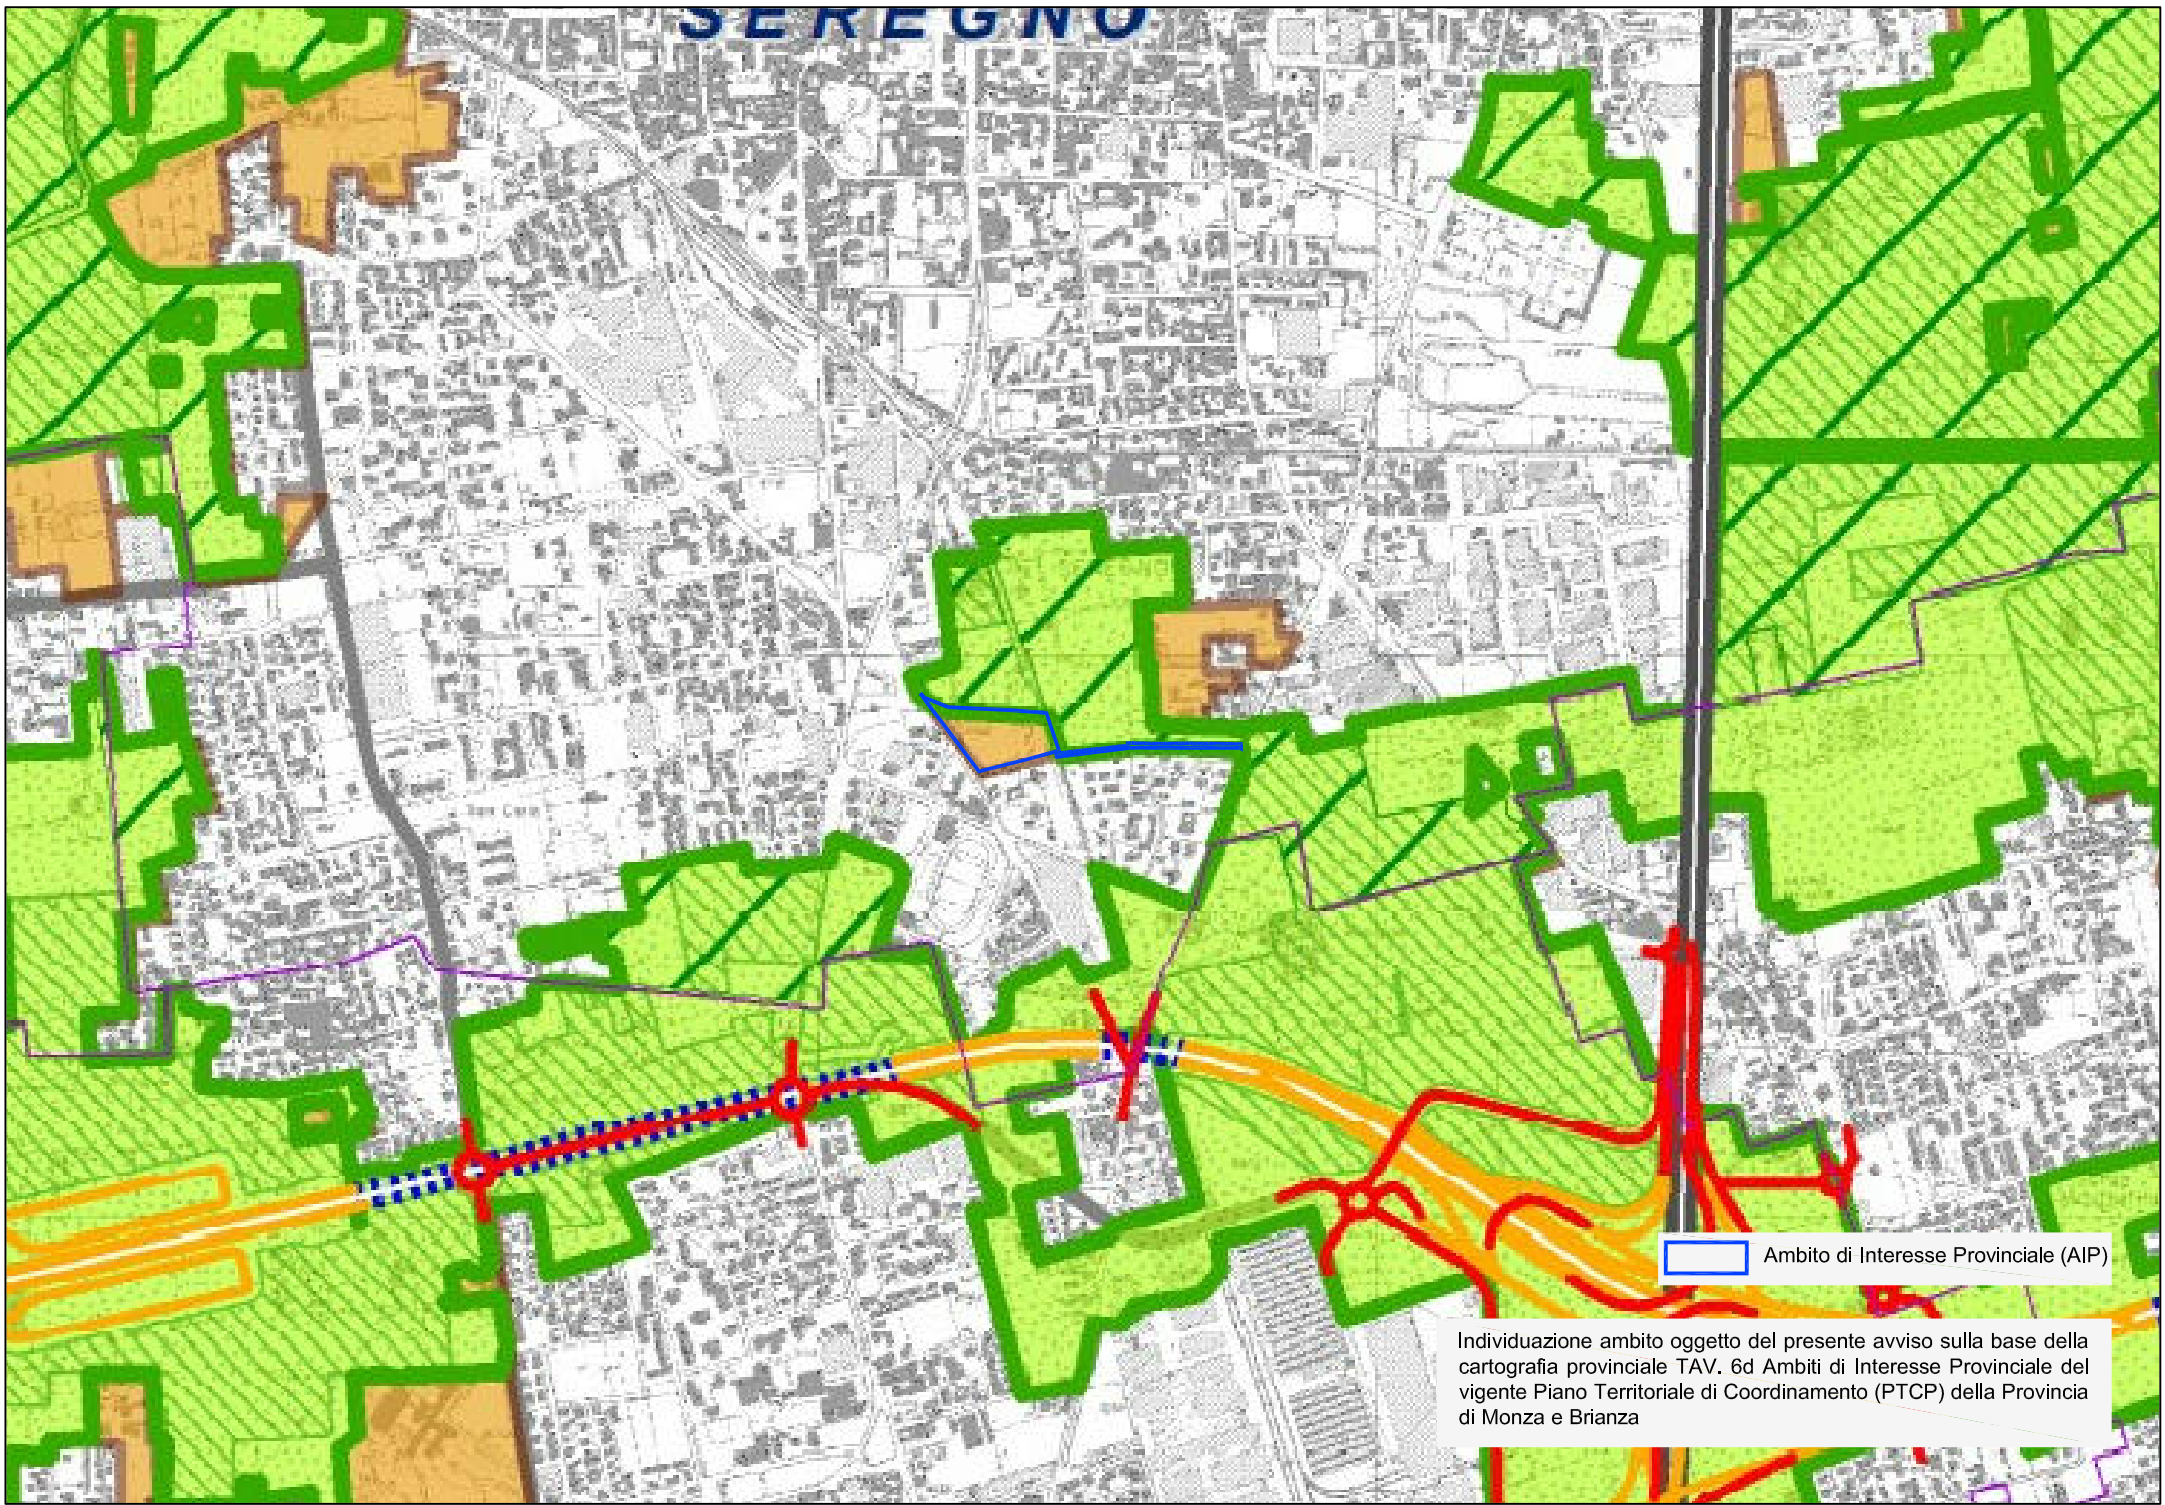 SEREGNO
Ambito di Interesse Provinciale (AIP)
Individuazione ambito oggetto del presente avviso sulla base della
cartografia provinciale TAV. 6d Ambiti di Interesse Provinciale del
vigente Piano Territoriale di Coordinamento (PTCP) della Provincia
di Monza e Brianza